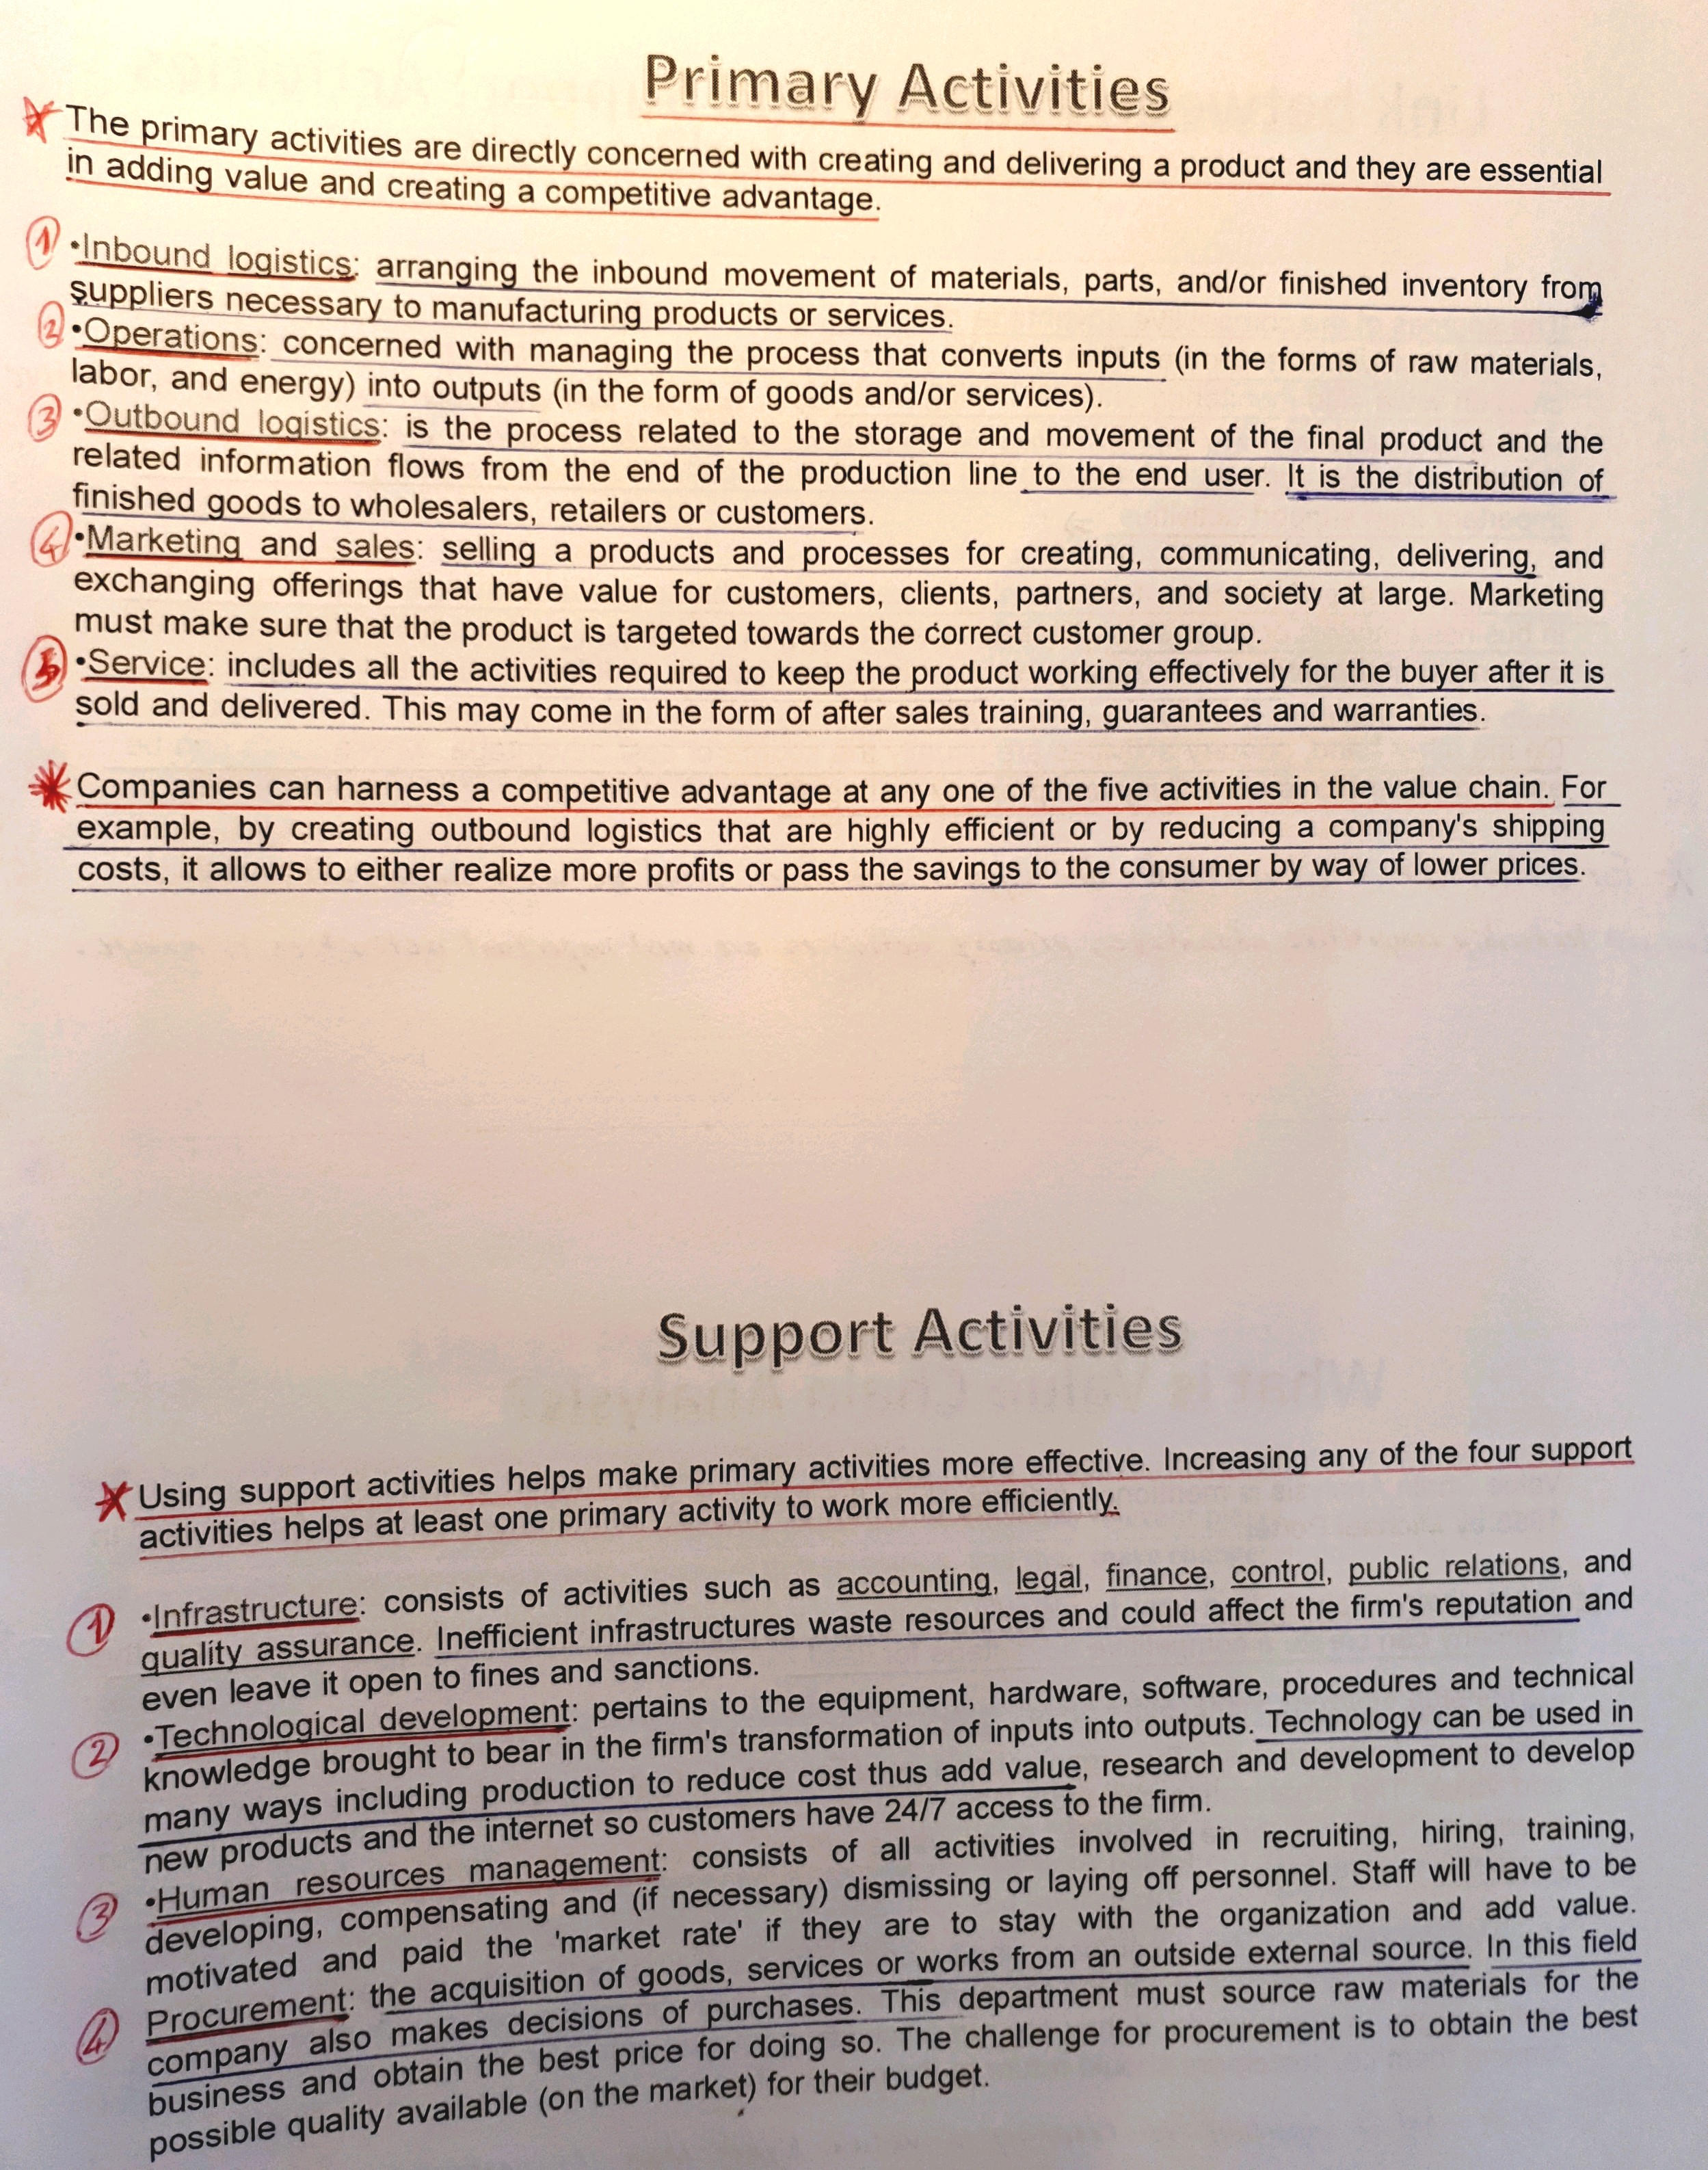 Primary Activities
The primary activities are directly concerned with creating and delivering a product and they are essential
in adding value and creating a competitive advantage.
1 •Inbound logistics: arranging the inbound movement of materials, parts, and/or finished inventory from
suppliers necessary to manufacturing products or services.
2 •Operations: concerned with managing the process that converts inputs (in the forms of raw materials,
labor, and energy) into outputs (in the form of goods and/or services).
3 •Outbound logistics: is the process related to the storage and movement of the final product and the
related information flows from the end of the production line to the end user. It is the distribution of
finished goods to wholesalers, retailers or customers.
4 •Marketing and sales: selling a products and processes for creating, communicating, delivering, and
exchanging offerings that have value for customers, clients, partners, and society at large. Marketing
must make sure that the product is targeted towards the correct customer group.
5 •Service: includes all the activities required to keep the product working effectively for the buyer after it is
sold and delivered. This may come in the form of after sales training, guarantees and warranties.
Companies can harness a competitive advantage at any one of the five activities in the value chain. For
example, by creating outbound logistics that are highly efficient or by reducing a company's shipping
costs, it allows to either realize more profits or pass the savings to the consumer by way of lower prices.
Support Activities
Using support activities helps make primary activities more effective. Increasing any of the four support
activities helps at least one primary activity to work more efficiently.
1 •Infrastructure: consists of activities such as accounting, legal, finance, control, public relations, and
quality assurance. Inefficient infrastructures waste resources and could affect the firm's reputation and
even leave it open to fines and sanctions.
2 •Technological development: pertains to the equipment, hardware, software, procedures and technical
knowledge brought to bear in the firm's transformation of inputs into outputs. Technology can be used in
many ways including production to reduce cost thus add value, research and development to develop
new products and the internet so customers have 24/7 access to the firm.
3 •Human resources management: consists of all activities involved in recruiting, hiring, training,
developing, compensating and (if necessary) dismissing or laying off personnel. Staff will have to be
motivated and paid the 'market rate' if they are to stay with the organization and add value.
4 Procurement: the acquisition of goods, services or works from an outside external source. In this field
company also makes decisions of purchases. This department must source raw materials for the
business and obtain the best price for doing so. The challenge for procurement is to obtain the best
possible quality available (on the market) for their budget.